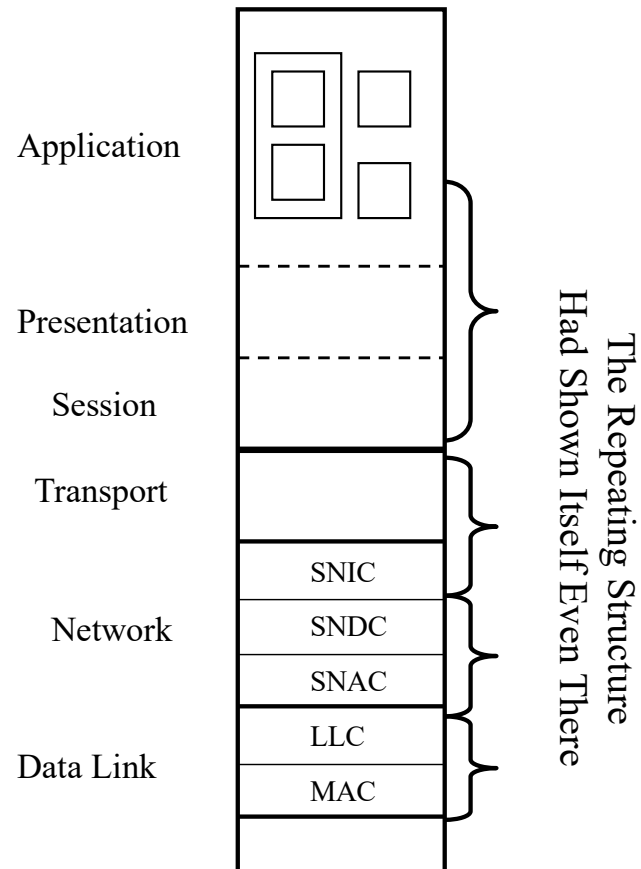 Application
Presentation
Session
Transport
SNIC
Network
SNDC
SNAC
LLC
Data Link
MAC
The Repeating Structure
Had Shown Itself Even There